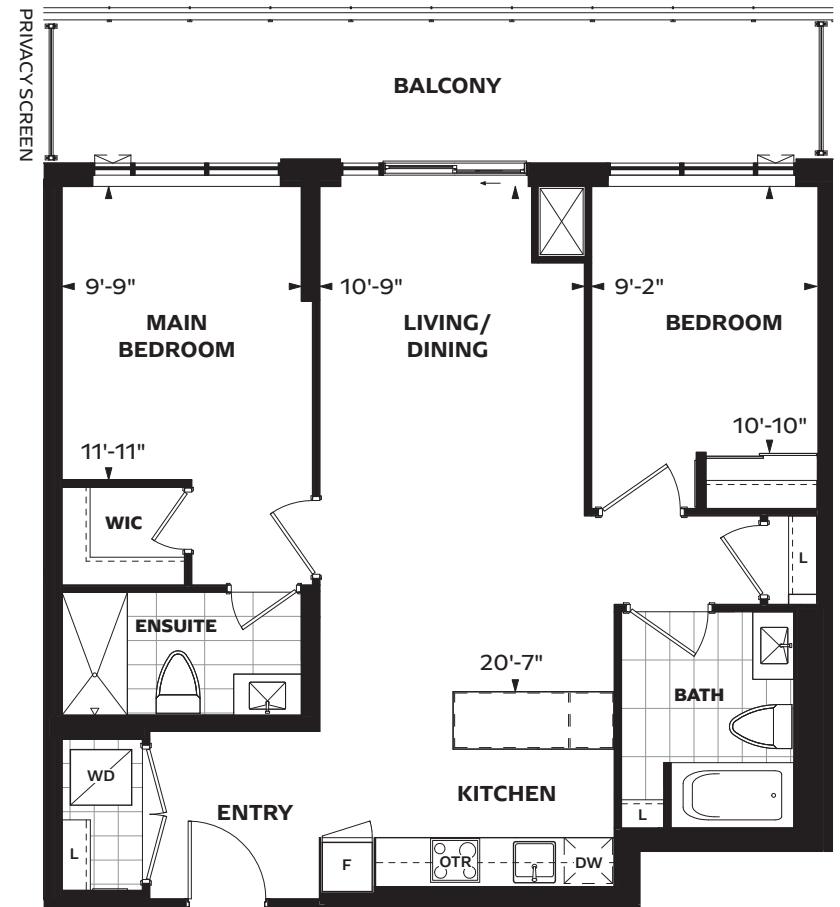 PRIVACY SCREEN
BALCONY
9'-9"
10'-9"
9'-2"
MAIN
BEDROOM
LIVING/
DINING
BEDROOM
11'-11"
10'-10"
WIC
L
ENSUITE
20'-7"
BATH
WD
KITCHEN
ENTRY
L
L
F
OTR
DW